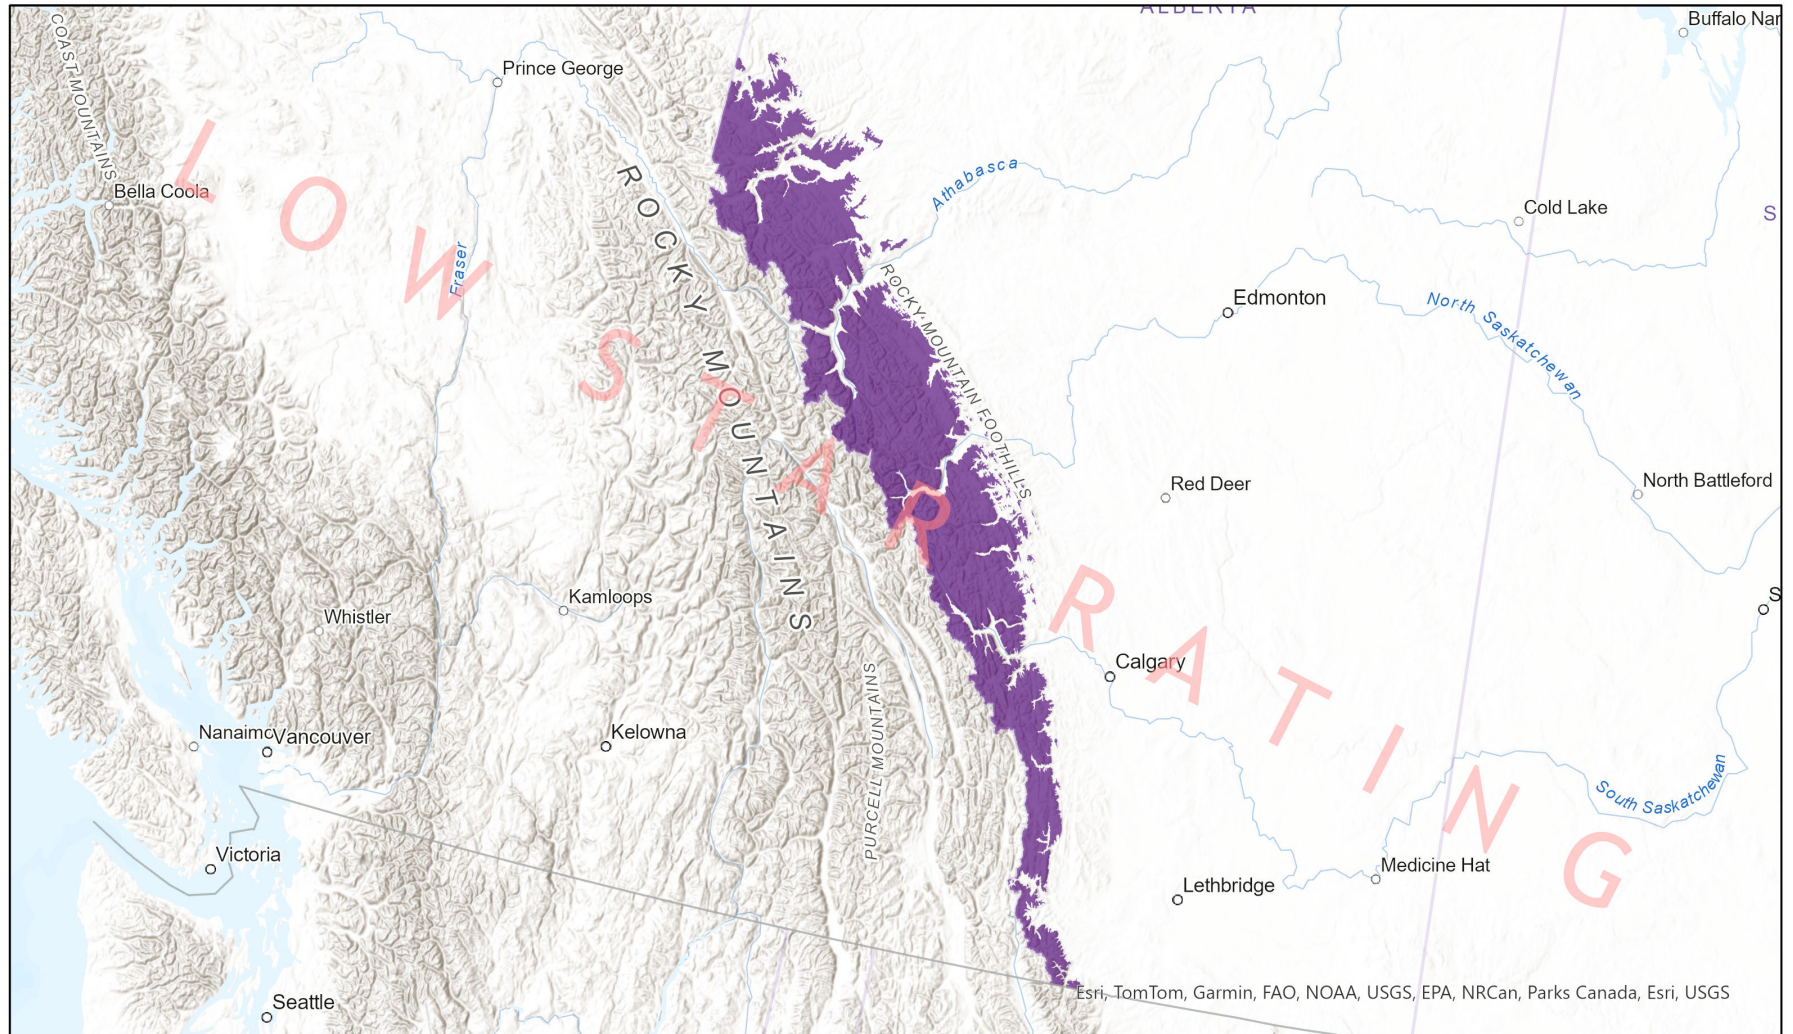 ALBERTA
Buffalo Nar
COAST MOUNTAINS
Prince George
LOW STAR RATING
ROCKY MOUNTAINS
Bella Coola
Athabasca
Cold Lake
S
Fraser
ROCKY MOUNTAIN FOOTHILLS
Edmonton
North Saskatchewan
Red Deer
North Battleford
Kamloops
S
Whistler
Calgary
PURCELL MOUNTAINS
Nanaimo
Vancouver
Kelowna
South Saskatchewan
Victoria
Medicine Hat
Lethbridge
Seattle
Esri, TomTom, Garmin, FAO, NOAA, USGS, EPA, NRCan, Parks Canada, Esri, USGS